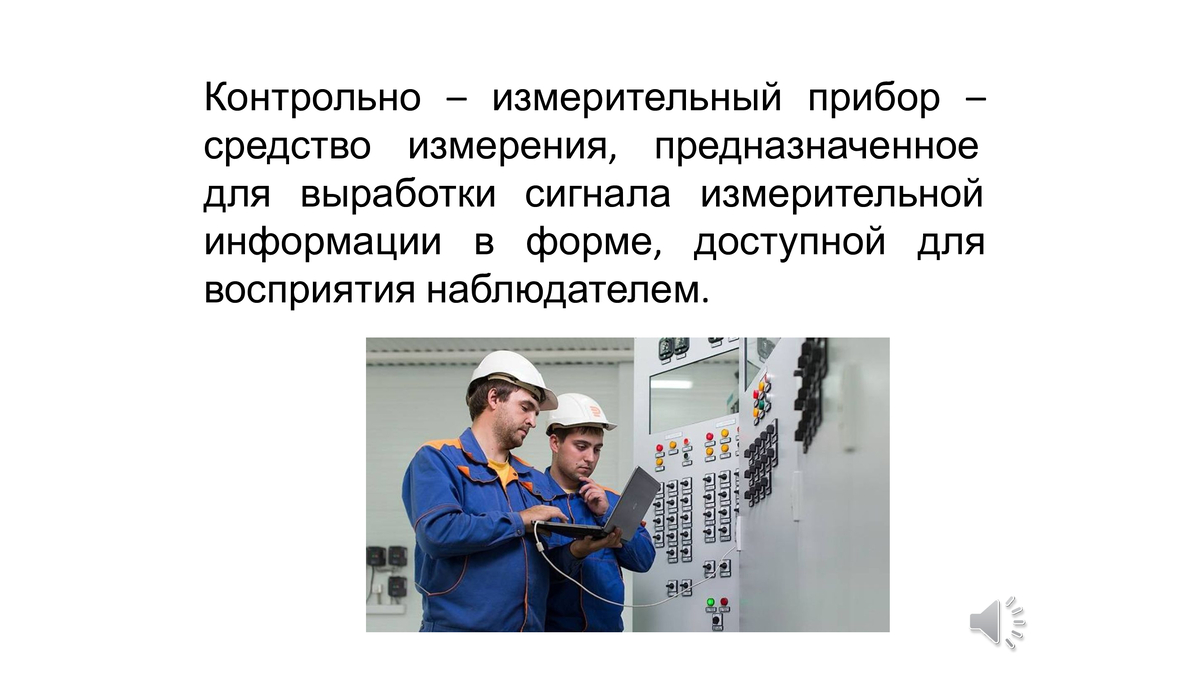 Контрольно – измерительный прибор –
средство измерения, предназначенное
для выработки сигнала измерительной
информации в форме, доступной для
восприятия наблюдателем.